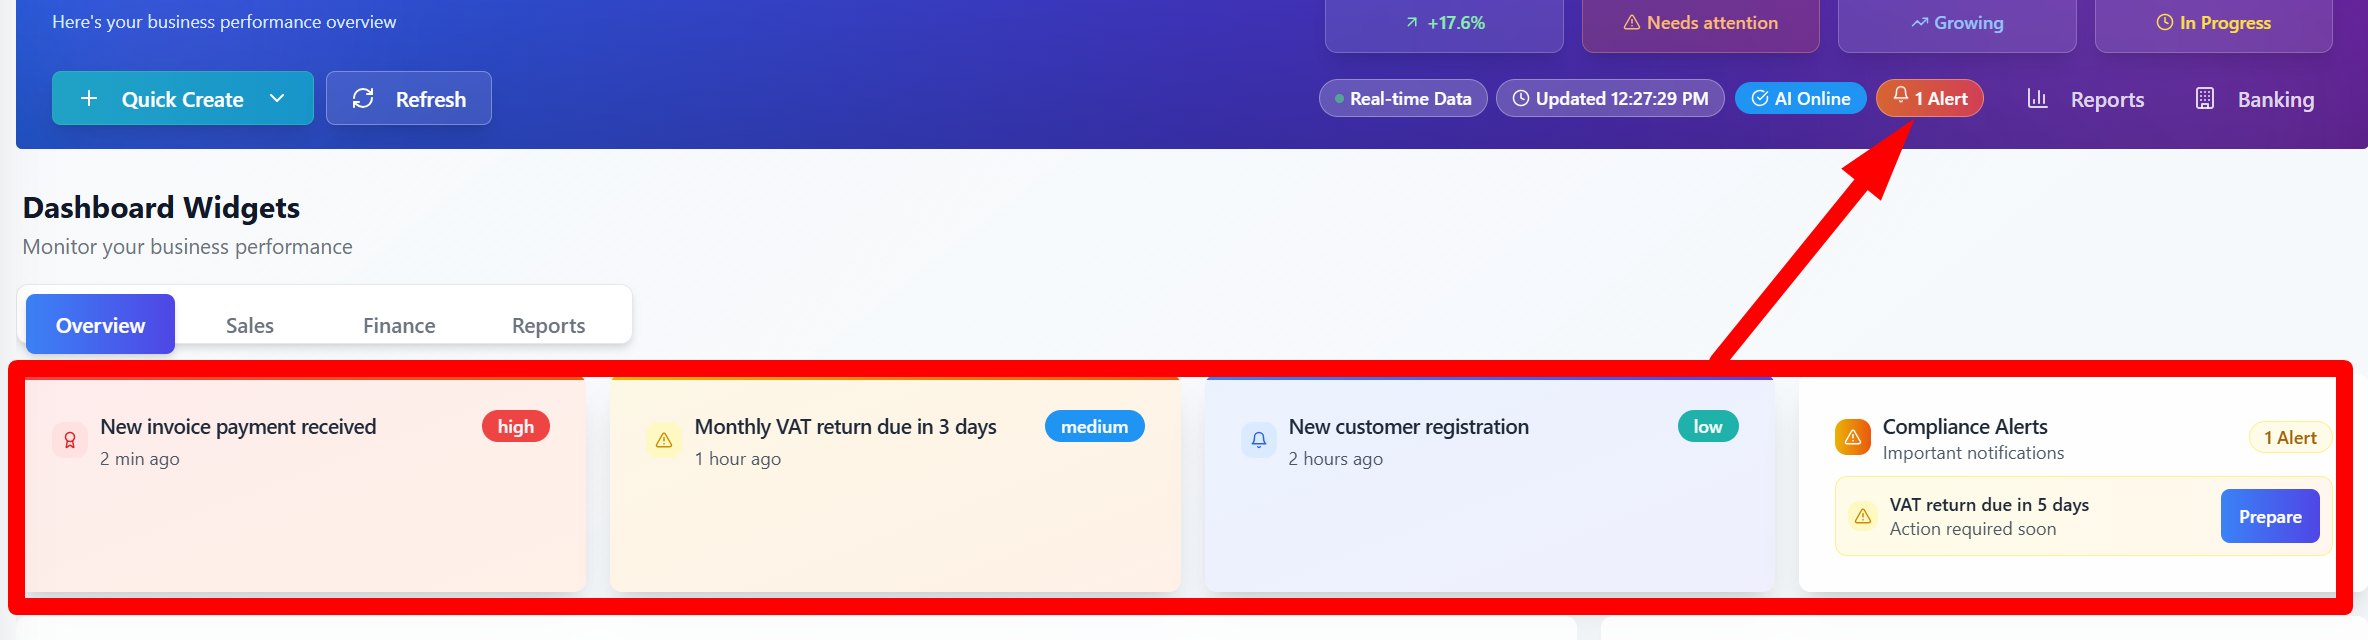 Here's your business performance overview
+17.6%
Needs attention
Growing
In Progress
Quick Create
Refresh
Real-time Data
Updated 12:27:29 PM
AI Online
1 Alert
Reports
Banking
Dashboard Widgets
Monitor your business performance
Overview
Sales
Finance
Reports
New invoice payment received
high
2 min ago
Monthly VAT return due in 3 days
medium
1 hour ago
New customer registration
low
2 hours ago
Compliance Alerts
1 Alert
Important notifications
VAT return due in 5 days
Action required soon
Prepare